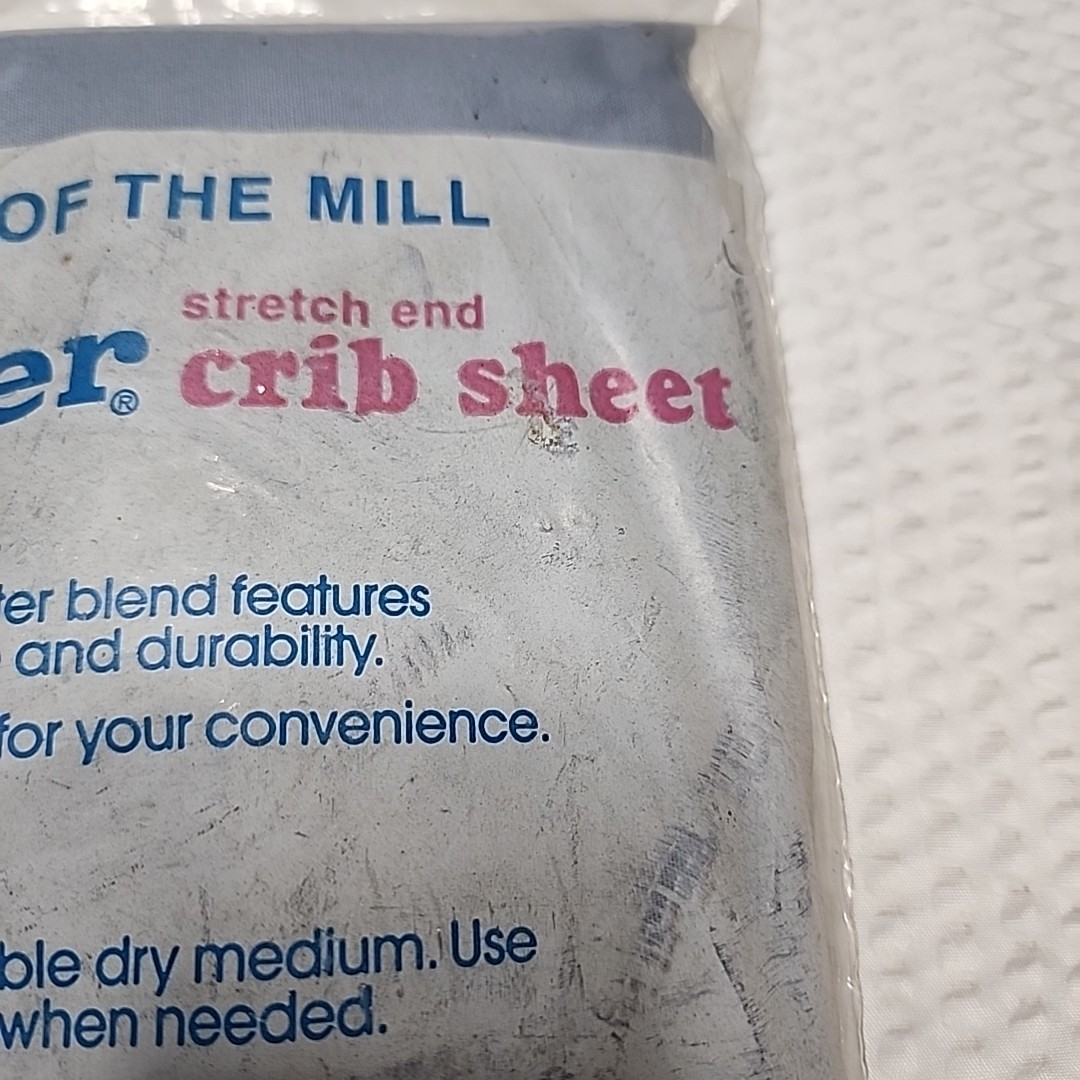 OF THE MILL
stretch end
er® crib sheet
ter blend features
and durability.
for your convenience.
ble dry medium. Use
when needed.